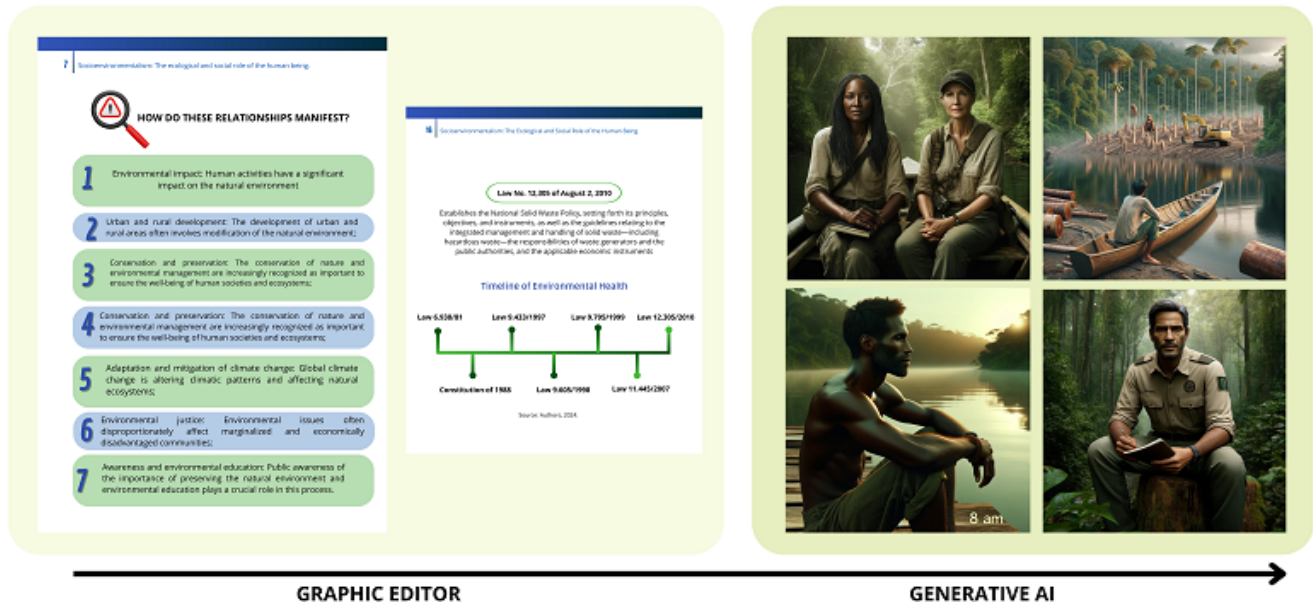 7 Socioenvironmentalism: The ecological and social role of the human being.
HOW DO THESE RELATIONSHIPS MANIFEST?
1
Environmental impact: Human activities have a significant
impact on the natural environment
2
Urban and rural development: The development of urban and
rural areas often involves modification of the natural environment;
3
Conservation and preservation: The conservation of nature and
environmental management are increasingly recognized as important to
ensure the well-being of human societies and ecosystems;
4
Conservation and preservation: The conservation of nature and
environmental management are increasingly recognized as important
to ensure the well-being of human societies and ecosystems;
5
Adaptation and mitigation of climate change: Global climate
change is altering climatic patterns and affecting natural
ecosystems;
6
Environmental justice: Environmental issues often
disproportionately affect marginalized and economically
disadvantaged communities;
7
Awareness and environmental education: Public awareness of
the importance of preserving the natural environment and
environmental education plays a crucial role in this process.
Socioenvironmentalism: The Ecological and Social Role of the Human Being
Law No. 12,305 of August 2, 2010
Establishes the National Solid Waste Policy, setting forth its principles,
objectives, and instruments, as well as the guidelines relating to the
integrated management and handling of solid waste—including
hazardous waste—the responsibilities of waste generators and the
public authorities, and the applicable economic instruments
Timeline of Environmental Health
Law 6.938/81 Law 9.433/1997 Law 9.795/1999 Law 12.305/2010
Constitution of 1988 Law 9.605/1998 Law 11.445/2007
Source: Authors, 2024.
8 am
GRAPHIC EDITOR
GENERATIVE AI